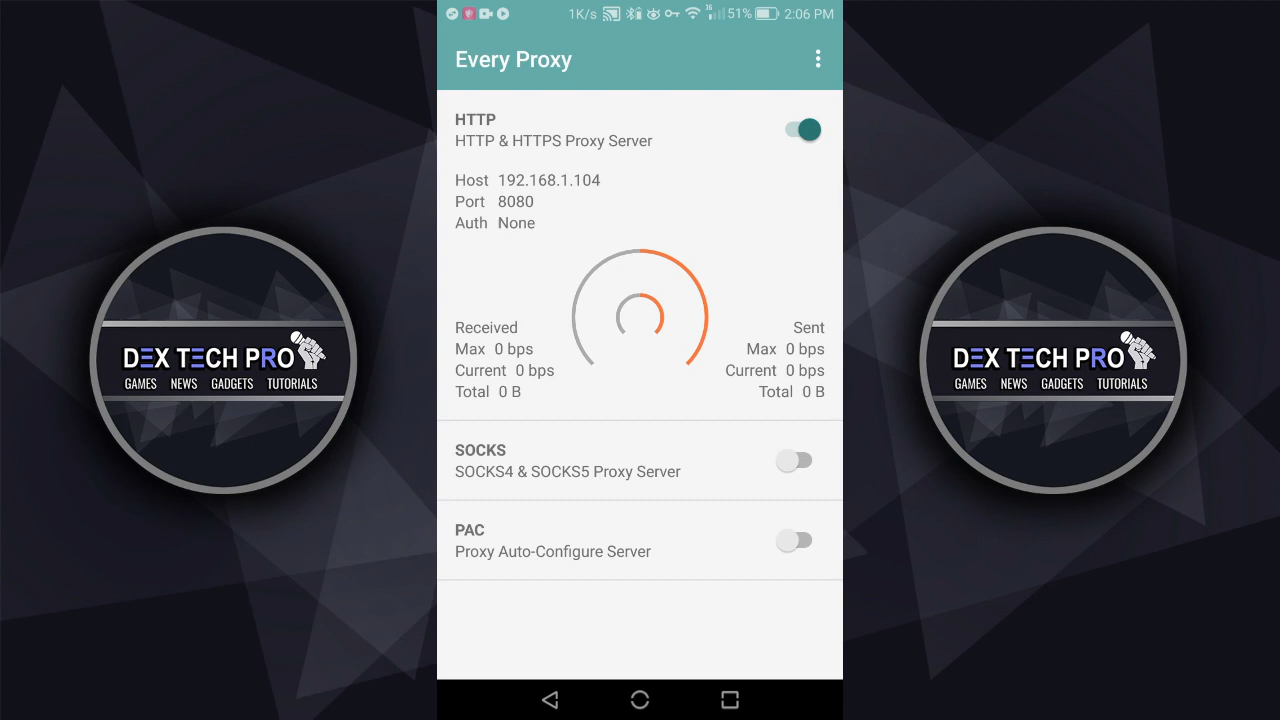 1K/s 3G 51% 2:06 PM
Every Proxy
HTTP
HTTP & HTTPS Proxy Server
Host 192.168.1.104
Port 8080
Auth None
Received
Max 0 bps
Current 0 bps
Total 0 B
Sent
Max 0 bps
Current 0 bps
Total 0 B
SOCKS
SOCKS4 & SOCKS5 Proxy Server
PAC
Proxy Auto-Configure Server
DEX TECH PRO
GAMES NEWS GADGETS TUTORIALS
DEX TECH PRO
GAMES NEWS GADGETS TUTORIALS